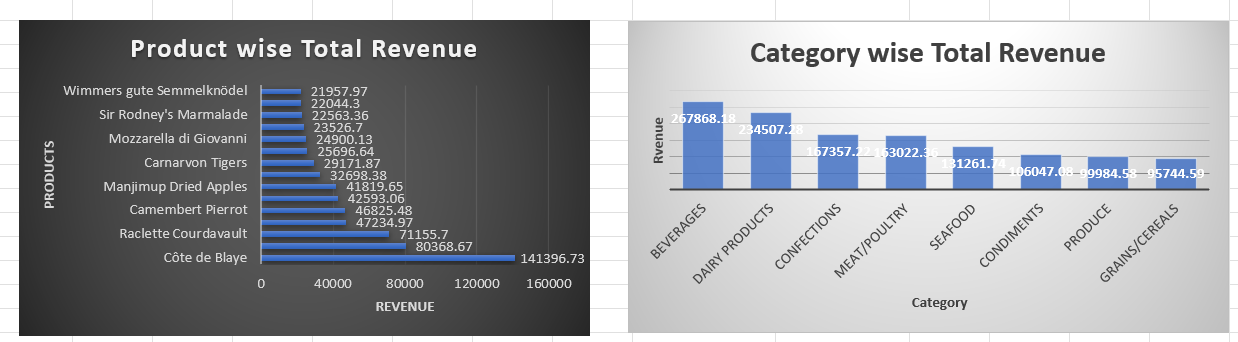 Product wise Total Revenue
PRODUCTS
Wimmers gute Semmelknödel 21957.97
22044.3
Sir Rodney's Marmalade 22563.36
23526.7
Mozzarella di Giovanni 24900.13
25696.64
Carnarvon Tigers 29171.87
32698.38
Manjimup Dried Apples 41819.65
42593.06
Camembert Pierrot 46825.48
47234.97
Raclette Courdavault 71155.7
80368.67
Côte de Blaye 141396.73
0 40000 80000 120000 160000
REVENUE
Category wise Total Revenue
Rvenue
267868.18 234507.28 167357.22 163022.36 131261.74 106047.08 99984.58 95744.59
BEVERAGES DAIRY PRODUCTS CONFECTIONS MEAT/POULTRY SEAFOOD CONDIMENTS PRODUCE GRAINS/CEREALS
Category